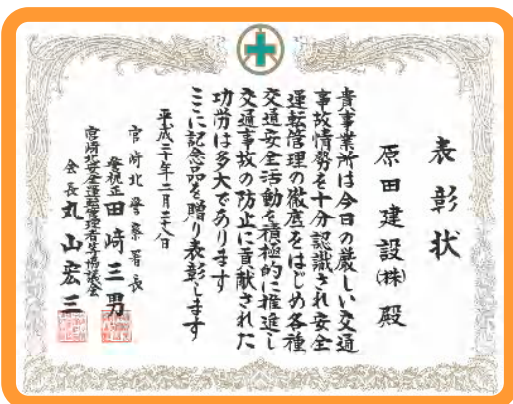 表彰状
原田建設㈱ 殿
貴事業所は今日の厳しい交通
事故情勢を十分認識され安全
運転管理の徹底をはじめ各種
交通安全活動を積極的に推進し
交通事故の防止に貢献された
功労は多大であります
ここに記念品を贈り表彰します
平成二十年二月二十八日
宮崎北警察署長
警視正 田﨑三男
宮崎北安全運転管理者等協議会
会長 丸山宏三